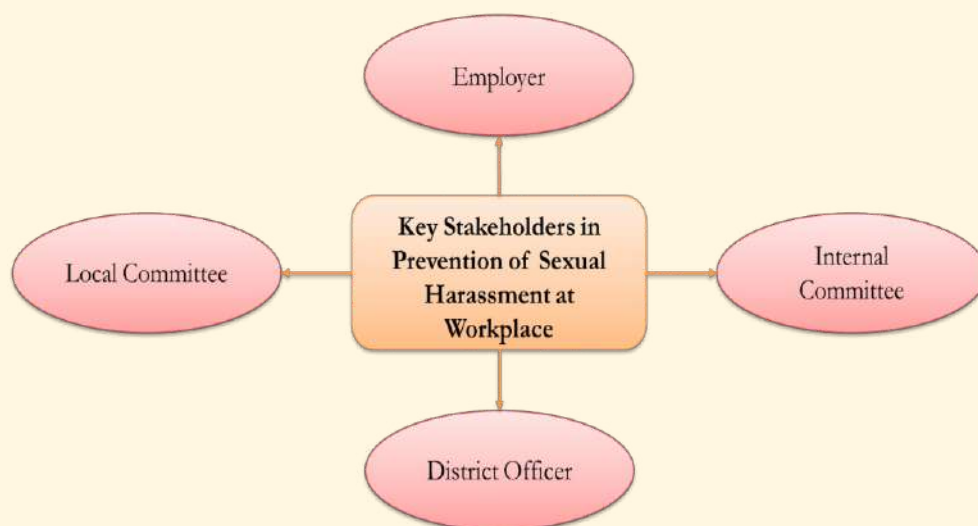 Employer
Key Stakeholders in
Prevention of Sexual
Harassment at
Workplace
Local Committee
Internal
Committee
District Officer